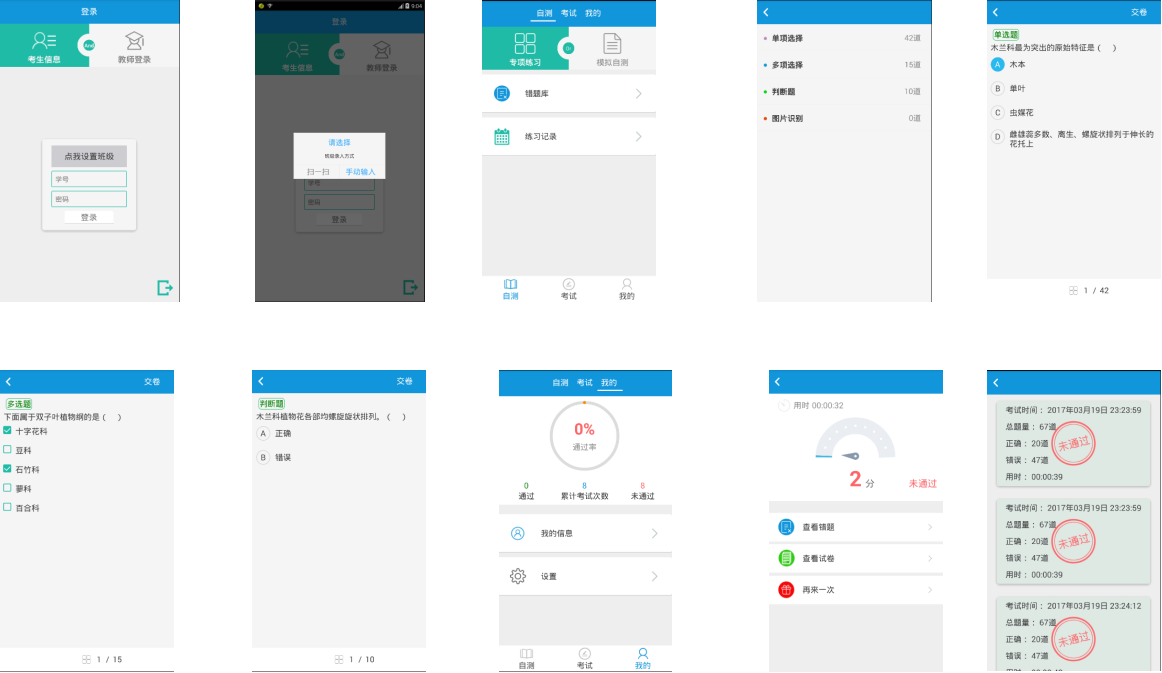 登录
考生信息
And
教师登录
点我设置班级
学号
密码
登录
9:04
登录
考生信息
And
教师登录
请选择
班级录入方式
扫一扫
手动输入
学号
密码
登录
自测 考试 我的
专项练习
Or
模拟自测
错题库
练习记录
自测 考试 我的
单项选择 42道
多项选择 15道
判断题 10道
图片识别 0道
交卷
单选题
木兰科最为突出的原始特征是（ ）
A 木本
B 单叶
C 虫媒花
D 雌雄蕊多数、离生、螺旋状排列于伸长的
花托上
1 / 42
交卷
多选题
下面属于双子叶植物纲的是（ ）
十字花科
豆科
石竹科
蓼科
百合科
1 / 15
交卷
判断题
木兰科植物花各部均螺旋旋状排列。（ ）
A 正确
B 错误
1 / 10
自测 考试 我的
0%
通过率
0 8 8
通过 累计考试次数 未通过
我的信息
设置
自测 考试 我的
用时 00:00:32
2 分 未通过
查看错题
查看试卷
再来一次
考试时间： 2017年03月19日 23:23:59
总题量： 67道
正确： 20道
错误： 47道
用时： 00:00:39
未通过
考试时间： 2017年03月19日 23:23:59
总题量： 67道
正确： 20道
错误： 47道
用时： 00:00:39
未通过
考试时间： 2017年03月19日 23:24:12
总题量： 67道
正确： 20道
错误： 47道
未通过